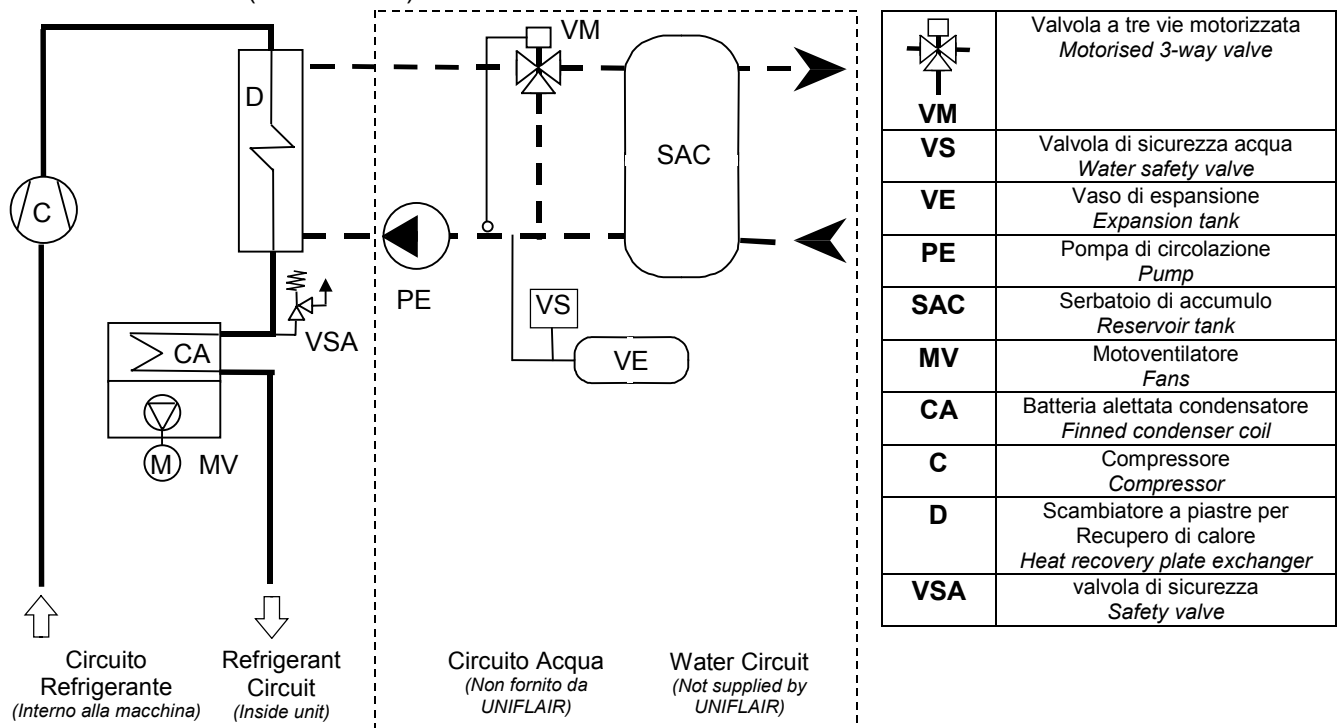 VM
D
SAC
C
PE
VS
VSA
CA
VE
M
MV
Circuito
Refrigerante
(Interno alla macchina)
Refrigerant
Circuit
(Inside unit)
Circuito Acqua
(Non fornito da
UNIFLAIR)
Water Circuit
(Not supplied by
UNIFLAIR)
VM
Valvola a tre vie motorizzata
Motorised 3-way valve
VS
Valvola di sicurezza acqua
Water safety valve
VE
Vaso di espansione
Expansion tank
PE
Pompa di circolazione
Pump
SAC
Serbatoio di accumulo
Reservoir tank
MV
Motoventilatore
Fans
CA
Batteria alettata condensatore
Finned condenser coil
C
Compressore
Compressor
D
Scambiatore a piastre per
Recupero di calore
Heat recovery plate exchanger
VSA
valvola di sicurezza
Safety valve